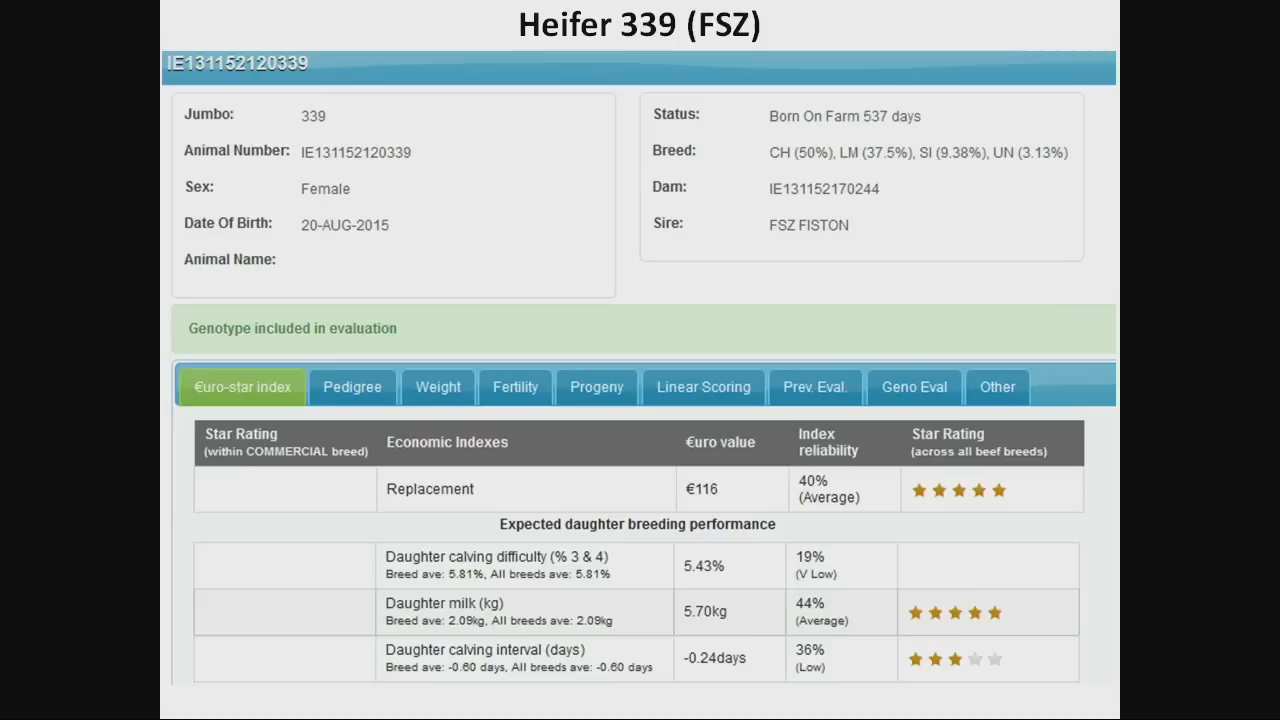 Heifer 339 (FSZ)
IE131152120339
Jumbo: 339
Animal Number: IE131152120339
Sex: Female
Date Of Birth: 20-AUG-2015
Animal Name:
Status: Born On Farm 537 days
Breed: CH (50%), LM (37.5%), SI (9.38%), UN (3.13%)
Dam: IE131152170244
Sire: FSZ FISTON
Genotype included in evaluation
€uro-star index Pedigree Weight Fertility Progeny Linear Scoring Prev. Eval. Geno Eval Other
Star Rating
(within COMMERCIAL breed)
Economic Indexes
€uro value
Index
reliability
Star Rating
(across all beef breeds)
Replacement
€116
40%
(Average)
Expected daughter breeding performance
Daughter calving difficulty (% 3 & 4)
Breed ave: 5.81%, All breeds ave: 5.81%
5.43%
19%
(V Low)
Daughter milk (kg)
Breed ave: 2.09kg, All breeds ave: 2.09kg
5.70kg
44%
(Average)
Daughter calving interval (days)
Breed ave: -0.60 days, All breeds ave: -0.60 days
-0.24days
36%
(Low)